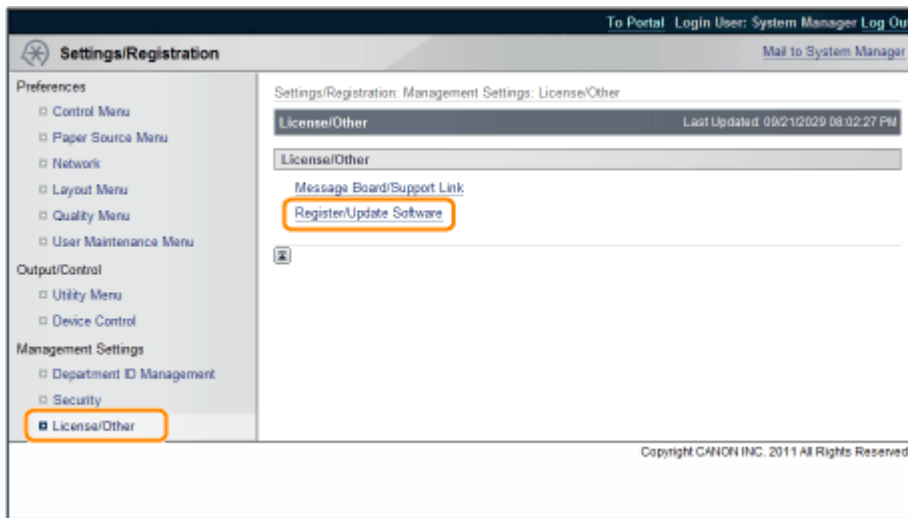 To Portal Login User: System Manager Log Ou
Settings/Registration
Mail to System Manager
Preferences
Control Menu
Paper Source Menu
Network
Layout Menu
Quality Menu
User Maintenance Menu
Output/Control
Utility Menu
Device Control
Management Settings
Department ID Management
Security
License/Other
Settings/Registration: Management Settings: License/Other
License/Other
Last Updated: 09/21/2029 08:02:27 PM
License/Other
Message Board/Support Link
Register/Update Software
Copyright CANON INC. 2011 All Rights Reserved